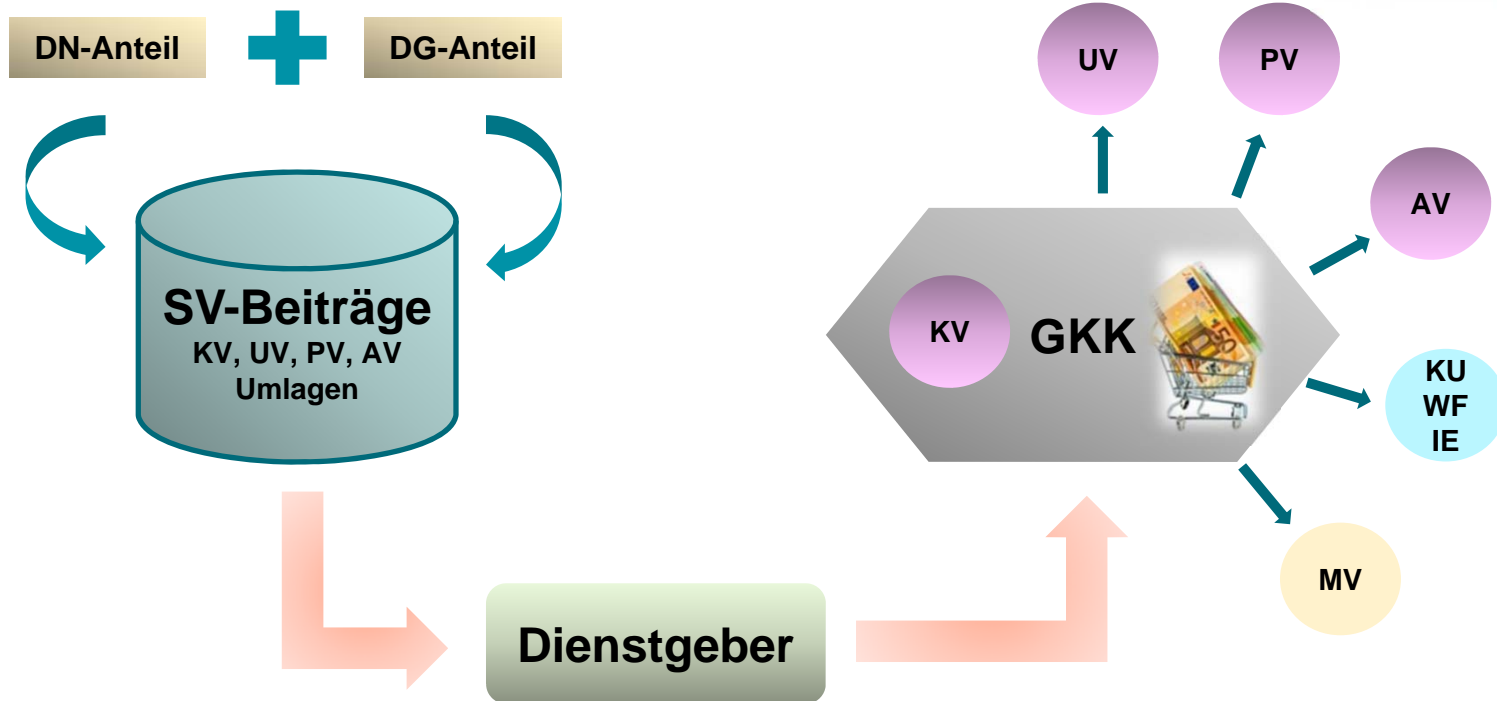 DN-Anteil
DG-Anteil
SV-Beiträge
KV, UV, PV, AV
Umlagen
Dienstgeber
KV
GKK
50
UV
PV
AV
KU
WF
IE
MV